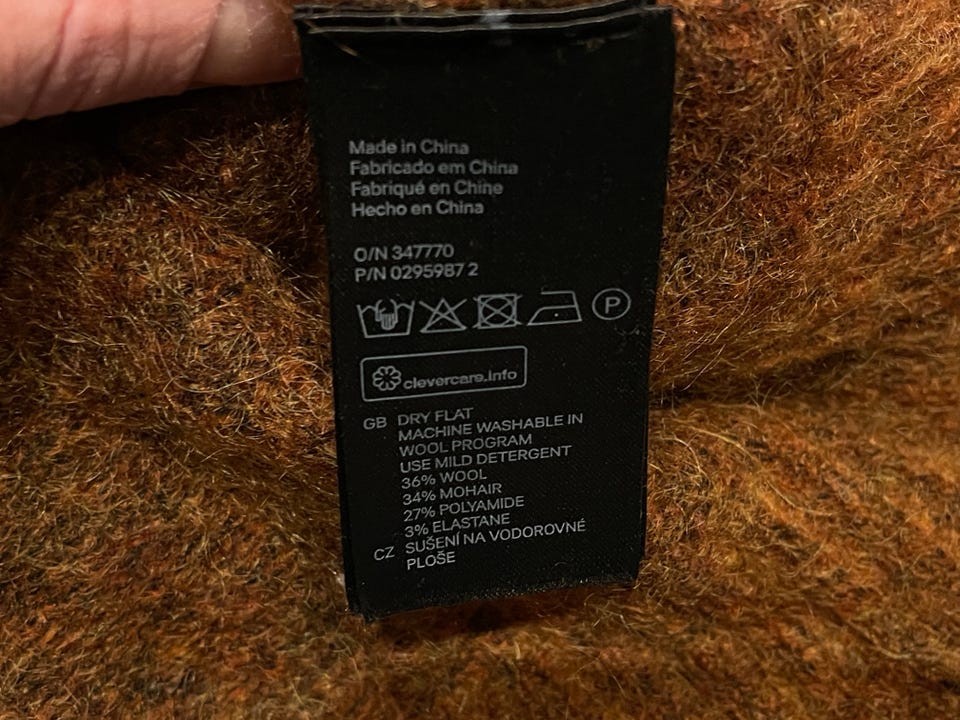 Made in China
Fabricado em China
Fabriqué en Chine
Hecho en China
O/N 347770
P/N 0295987 2
P
clevercare.info
GB DRY FLAT
MACHINE WASHABLE IN
WOOL PROGRAM
USE MILD DETERGENT
36% WOOL
34% MOHAIR
27% POLYAMIDE
3% ELASTANE
CZ SUŠENÍ NA VODOROVNÉ
PLOŠE